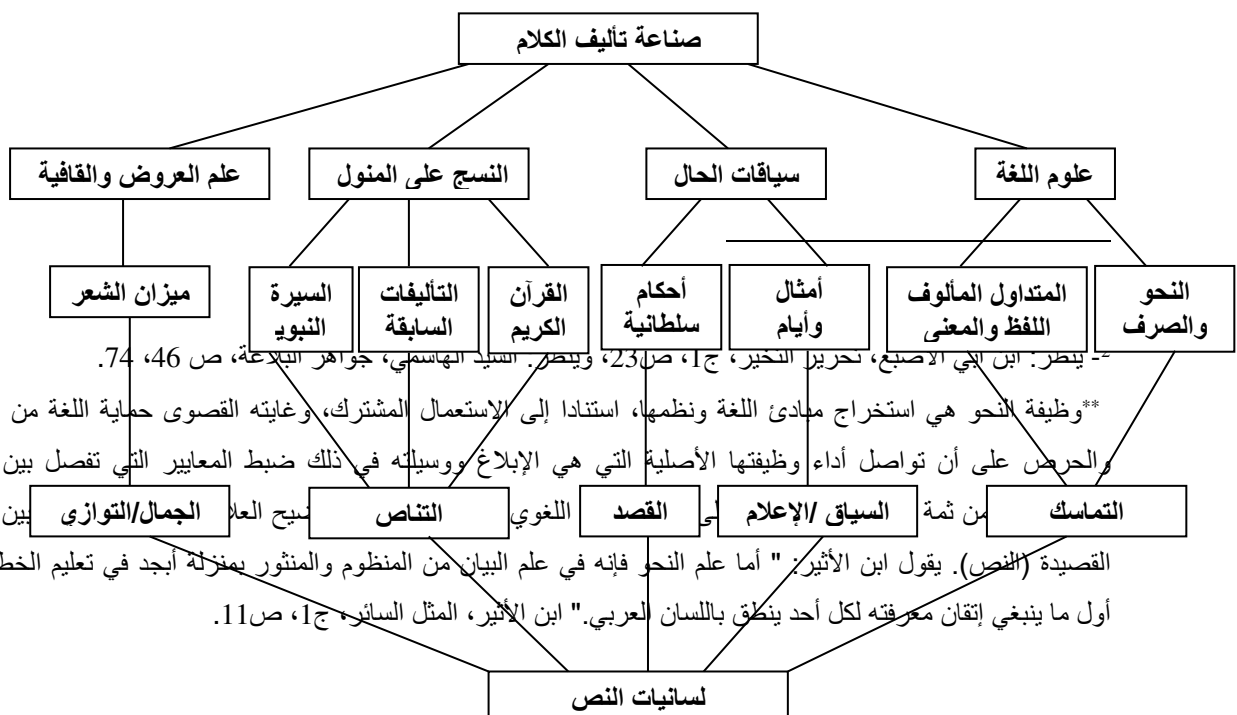 صناعة تأليف الكلام
علوم اللغة
سياقات الحال
النسج على المنول
علم العروض والقافية
النحو
والصرف
المتداول المألوف
اللفظ والمعنى
أمثال
وأيام
أحكام
سلطانية
القرآن
الكريم
التأليفات
السابقة
السيرة
النبويـ
ميزان الشعر
2- ينظر: ابن أبي الأصبع، تحرير التخير، ج1، ص23، وينظر: السيد الهاشمي، جواهر البلاغة، ص 46، 74.
**وظيفة النحو هي استخراج مبادئ اللغة ونظمها، استنادا إلى الاستعمال المشترك، وغايته القصوى حماية اللغة من
والحرص على أن تواصل أداء وظيفتها الأصلية التي هي الإبلاغ ووسيلته في ذلك ضبط المعايير التي تفصل بين
من ثمة اللغوي بين
التماسك
السياق /الإعلام
القصد
التناص
الجمال/التوازى
القصيدة (النص). يقول ابن الأثير: " أما علم النحو فإنه في علم البيان من المنظوم والمنثور بمنزلة أبجد في تعليم الخط
أول ما ينبغي إتقان معرفته لكل أحد ينطق باللسان العربي." ابن الأثير، المثل السائر، ج1، ص11.
لسانيات النص